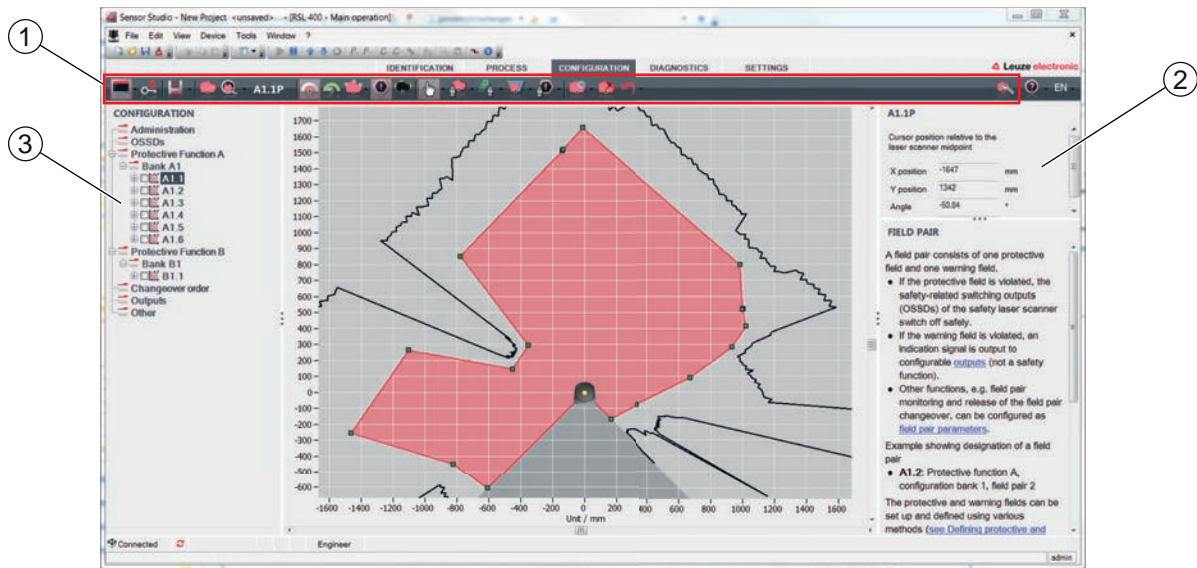 Sensor Studio - New Project <unsaved> - [RSL-400 - Main operation]
File Edit View Device Tools Window ?
IDENTIFICATION PROCESS CONFIGURATION DIAGNOSTICS SETTINGS
Leuze electronic
A1.1P
EN
1
2
3
CONFIGURATION
Administration
OSSDs
Protective Function A
Bank A1
A1.1
A1.2
A1.3
A1.4
A1.5
A1.6
Protective Function B
Bank B1
B1.1
Changeover order
Outputs
Other
1700
1600
1500
1400
1300
1200
1100
1000
900
800
700
600
500
400
300
200
100
0
-100
-200
-300
-400
-500
-600
-1600 -1400 -1200 -1000 -800 -600 -400 -200 0 200 400 600 800 1000 1200 1400 1600
Unt / mm
A1.1P
Cursor position relative to the
laser scanner midpoint
X position -1647 mm
Y position 1342 mm
Angle -50.84 °
FIELD PAIR
A field pair consists of one protective
field and one warning field.
• If the protective field is violated, the
safety-related switching outputs
(OSSDs) of the safety laser scanner
switch off safely.
• If the warning field is violated, an
indication signal is output to
configurable outputs (not a safety
function).
• Other functions, e.g. field pair
monitoring and release of the field pair
changeover, can be configured as
field pair parameters.
Example showing designation of a field
pair
• A1.2: Protective function A,
configuration bank 1, field pair 2
The protective and warning fields can be
set up and defined using various
methods (see Defining protective and
Connected
Engineer
admin